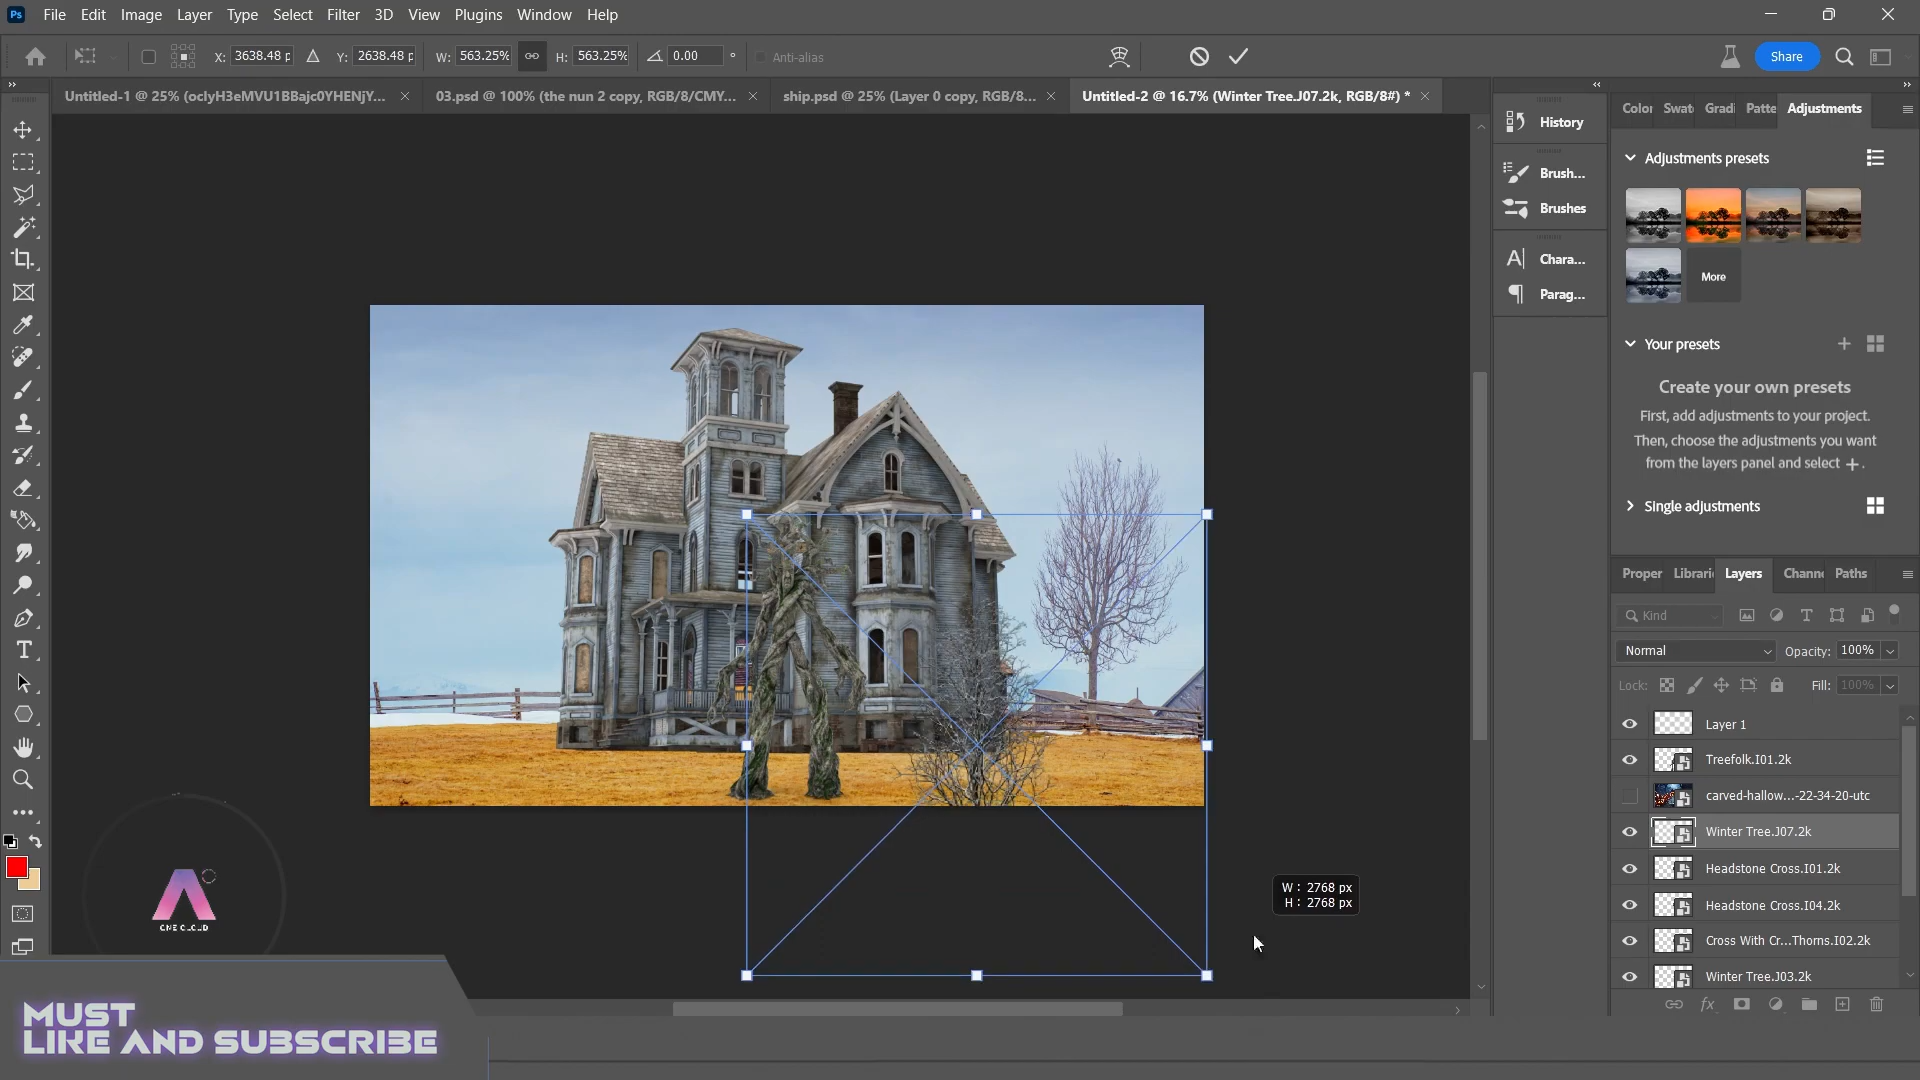 Ps File Edit Image Layer Type Select Filter 3D View Plugins Window Help
X: 3638.48 p Y: 2638.48 p W: 563.25% H: 563.25% 0.00 ° Anti-alias Share
Untitled-1 @ 25% (oclyH3eMVU1BBajc0YHENjY... 03.psd @ 100% (the nun 2 copy, RGB/8/CMY... ship.psd @ 25% (Layer 0 copy, RGB/8... Untitled-2 @ 16.7% (Winter Tree.J07.2k, RGB/8#) *
History
Brush...
Brushes
Chara...
Parag...
Color Swat Gradi Patte Adjustments
Adjustments presets
More
Your presets
Create your own presets
First, add adjustments to your project.
Then, choose the adjustments you want
from the layers panel and select + .
Single adjustments
Proper Librari Layers Channe Paths
Kind
Normal Opacity: 100%
Lock: Fill: 100%
Layer 1
Treefolk.I01.2k
carved-hallow...-22-34-20-utc
Winter Tree.J07.2k
Headstone Cross.I01.2k
Headstone Cross.I04.2k
Cross With Cr...Thorns.I02.2k
Winter Tree.J03.2k
W : 2768 px
H : 2768 px
ONE CLOUD
MUST
LIKE AND SUBSCRIBE